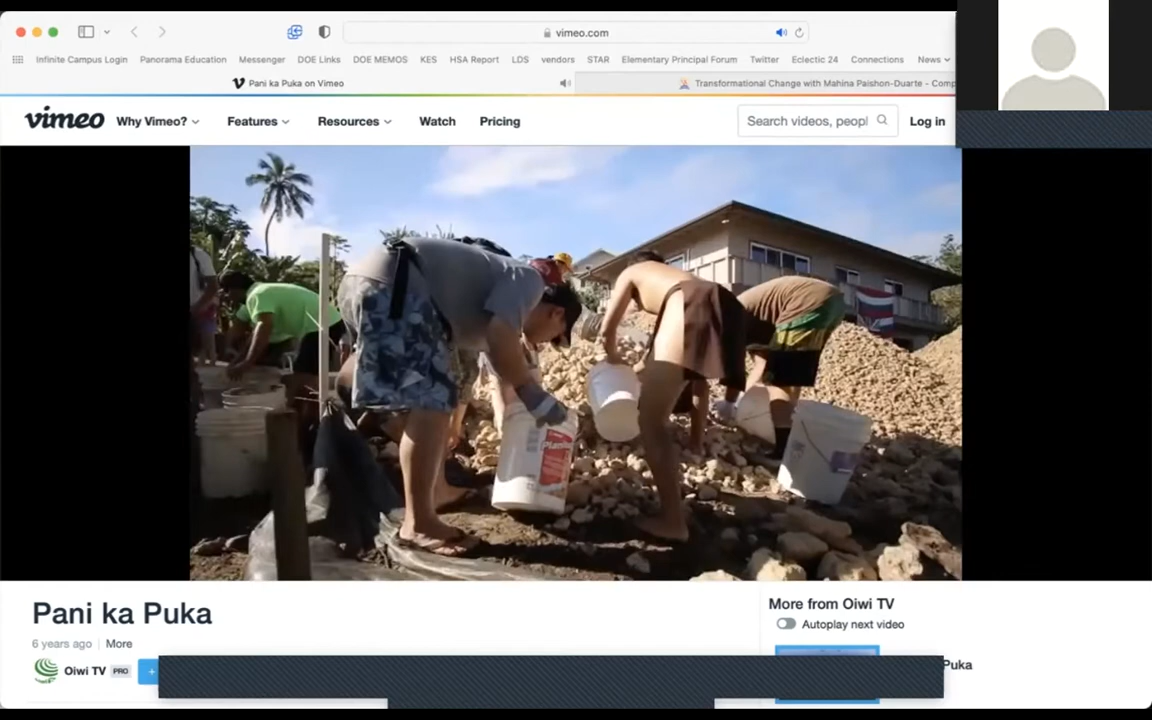 vimeo.com
Infinite Campus Login Panorama Education Messenger DOE Links DOE MEMOS KES HSA Report LDS vendors STAR Elementary Principal Forum Twitter Eclectic 24 Connections News
Pani ka Puka on Vimeo Transformational Change with Mahina Paishon-Duarte - Comp
vimeo Why Vimeo? Features Resources Watch Pricing Search videos, peopl Log in
Pani ka Puka
6 years ago More
Oiwi TV PRO +
More from Oiwi TV
Autoplay next video
Puka